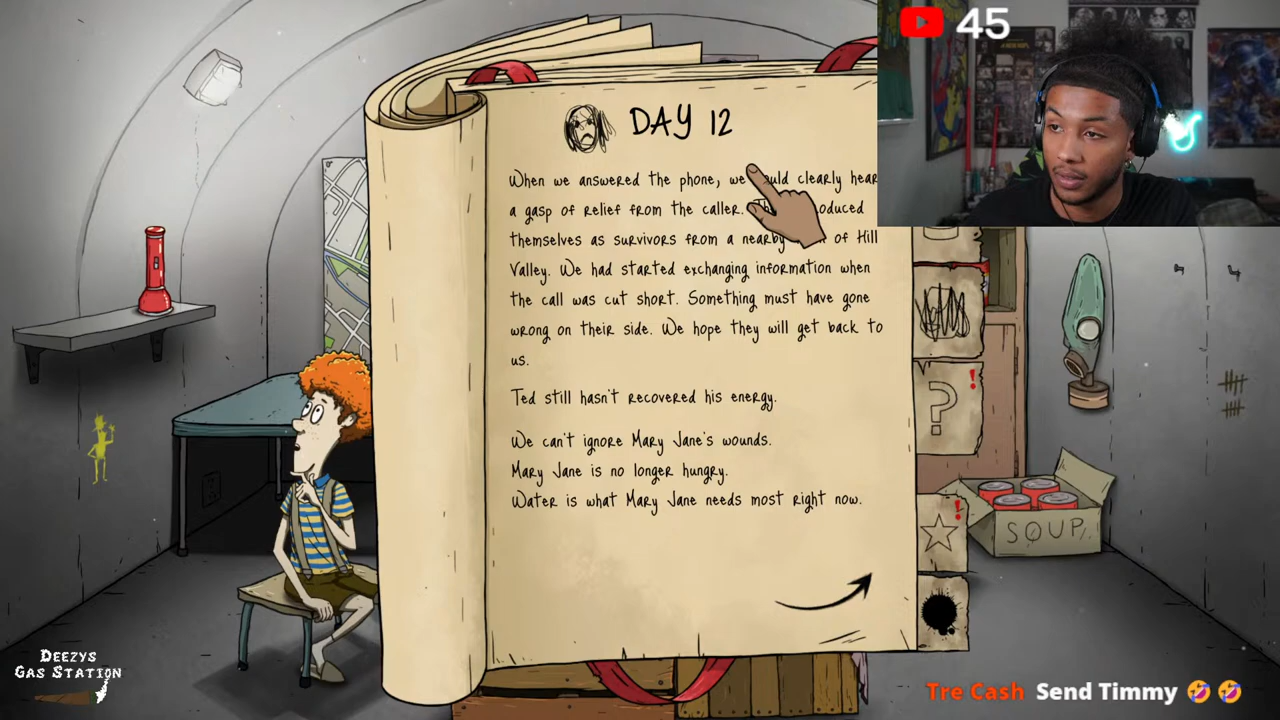 45
DAY 12
When we answered the phone, we clearly hear
a gasp of relief from the caller.
themselves as survivors from a nearby of Hill
Valley. We had started exchanging information when
the call was cut short. Something must have gone
wrong on their side. We hope they will get back to
us.
Ted still hasn't recovered his energy.
We can't ignore Mary Jane's wounds.
Mary Jane is no longer hungry.
Water is what Mary Jane needs most right now.
?
!
!
SOUP
DEEZYS
GAS STATION
Tre Cash Send Timmy 🤣🤣